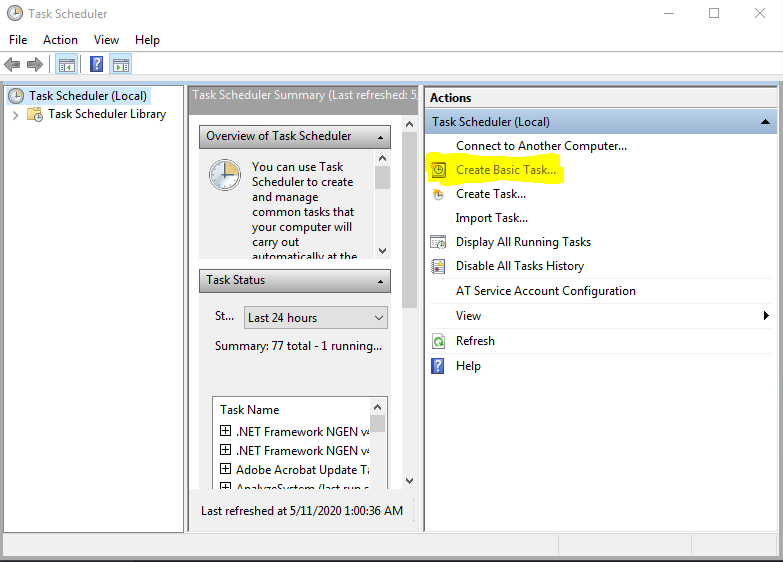 Task Scheduler
File Action View Help
Task Scheduler (Local)
Task Scheduler Library
Task Scheduler Summary (Last refreshed: 5/
Overview of Task Scheduler
You can use Task
Scheduler to create
and manage
common tasks that
your computer will
carry out
automatically at the
Task Status
St... Last 24 hours
Summary: 77 total - 1 running...
Task Name
.NET Framework NGEN v4
.NET Framework NGEN v4
Adobe Acrobat Update Ta
AnalyzeSystem (last run s
Last refreshed at 5/11/2020 1:00:36 AM
Actions
Task Scheduler (Local)
Connect to Another Computer...
Create Basic Task...
Create Task...
Import Task...
Display All Running Tasks
Disable All Tasks History
AT Service Account Configuration
View
Refresh
Help